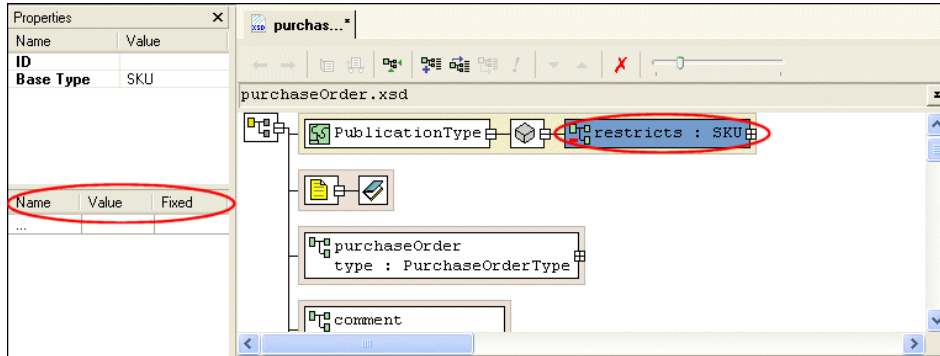 Properties
Name Value
ID
Base Type SKU
Name Value Fixed
...
XSD purchas...*
purchaseOrder.xsd
PublicationType restricts : SKU
purchaseOrder
type : PurchaseOrderType
comment